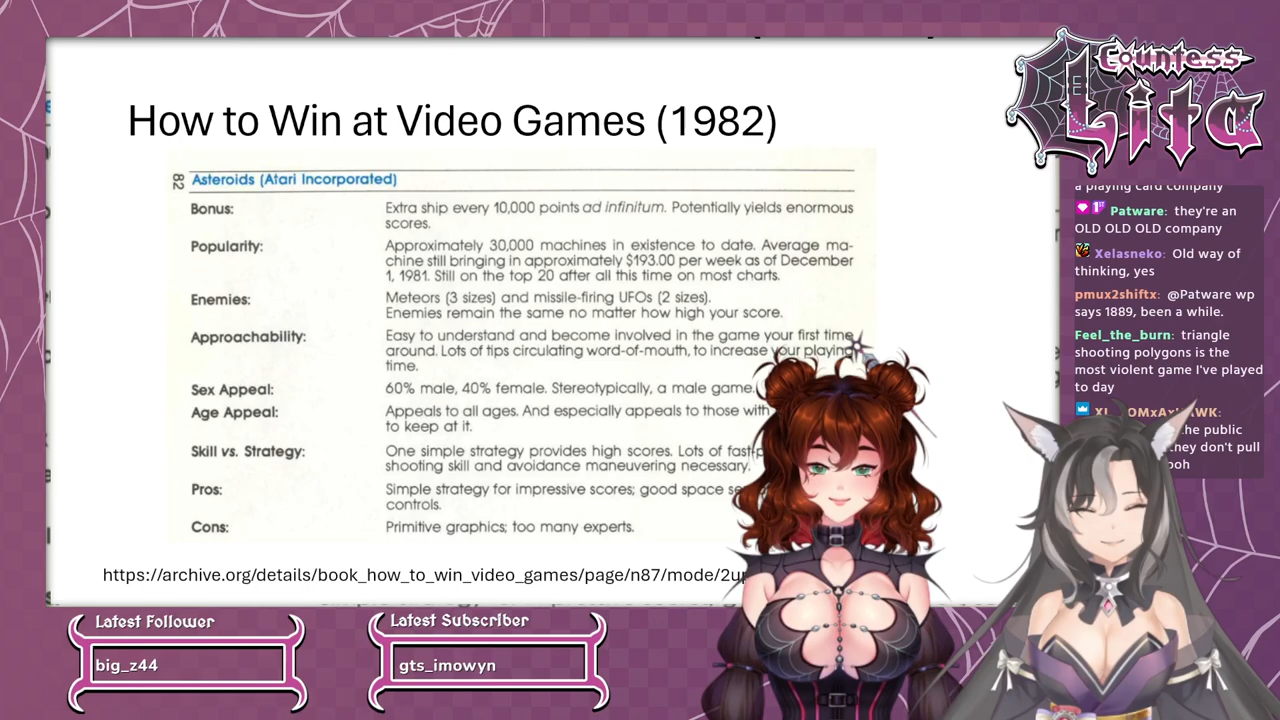 How to Win at Video Games (1982)
82
Asteroids (Atari Incorporated)
Bonus: Extra ship every 10,000 points ad infinitum. Potentially yields enormous
scores.
Popularity: Approximately 30,000 machines in existence to date. Average ma-
chine still bringing in approximately $193.00 per week as of December
1, 1981. Still on the top 20 after all this time on most charts.
Enemies: Meteors (3 sizes) and missile-firing UFOs (2 sizes).
Enemies remain the same no matter how high your score.
Approachability: Easy to understand and become involved in the game your first time
around. Lots of tips circulating word-of-mouth, to increase your playing
time.
Sex Appeal: 60% male, 40% female. Stereotypically, a male game.
Age Appeal: Appeals to all ages. And especially appeals to those with
to keep at it.
Skill vs. Strategy: One simple strategy provides high scores. Lots of fast-
shooting skill and avoidance maneuvering necessary.
Pros: Simple strategy for impressive scores; good space
controls.
Cons: Primitive graphics; too many experts.
https://archive.org/details/book_how_to_win_video_games/page/n87/mode/2up
Countess
Lita
a playing card company
Patware: they're an
OLD OLD OLD company
Xelasneko: Old way of
thinking, yes
pmux2shiftx: @Patware wp
says 1889, been a while.
Feel_the_burn: triangle
shooting polygons is the
most violent game I've played
to day
the public
they don't pull
Latest Follower
big_z44
Latest Subscriber
gts_imowyn